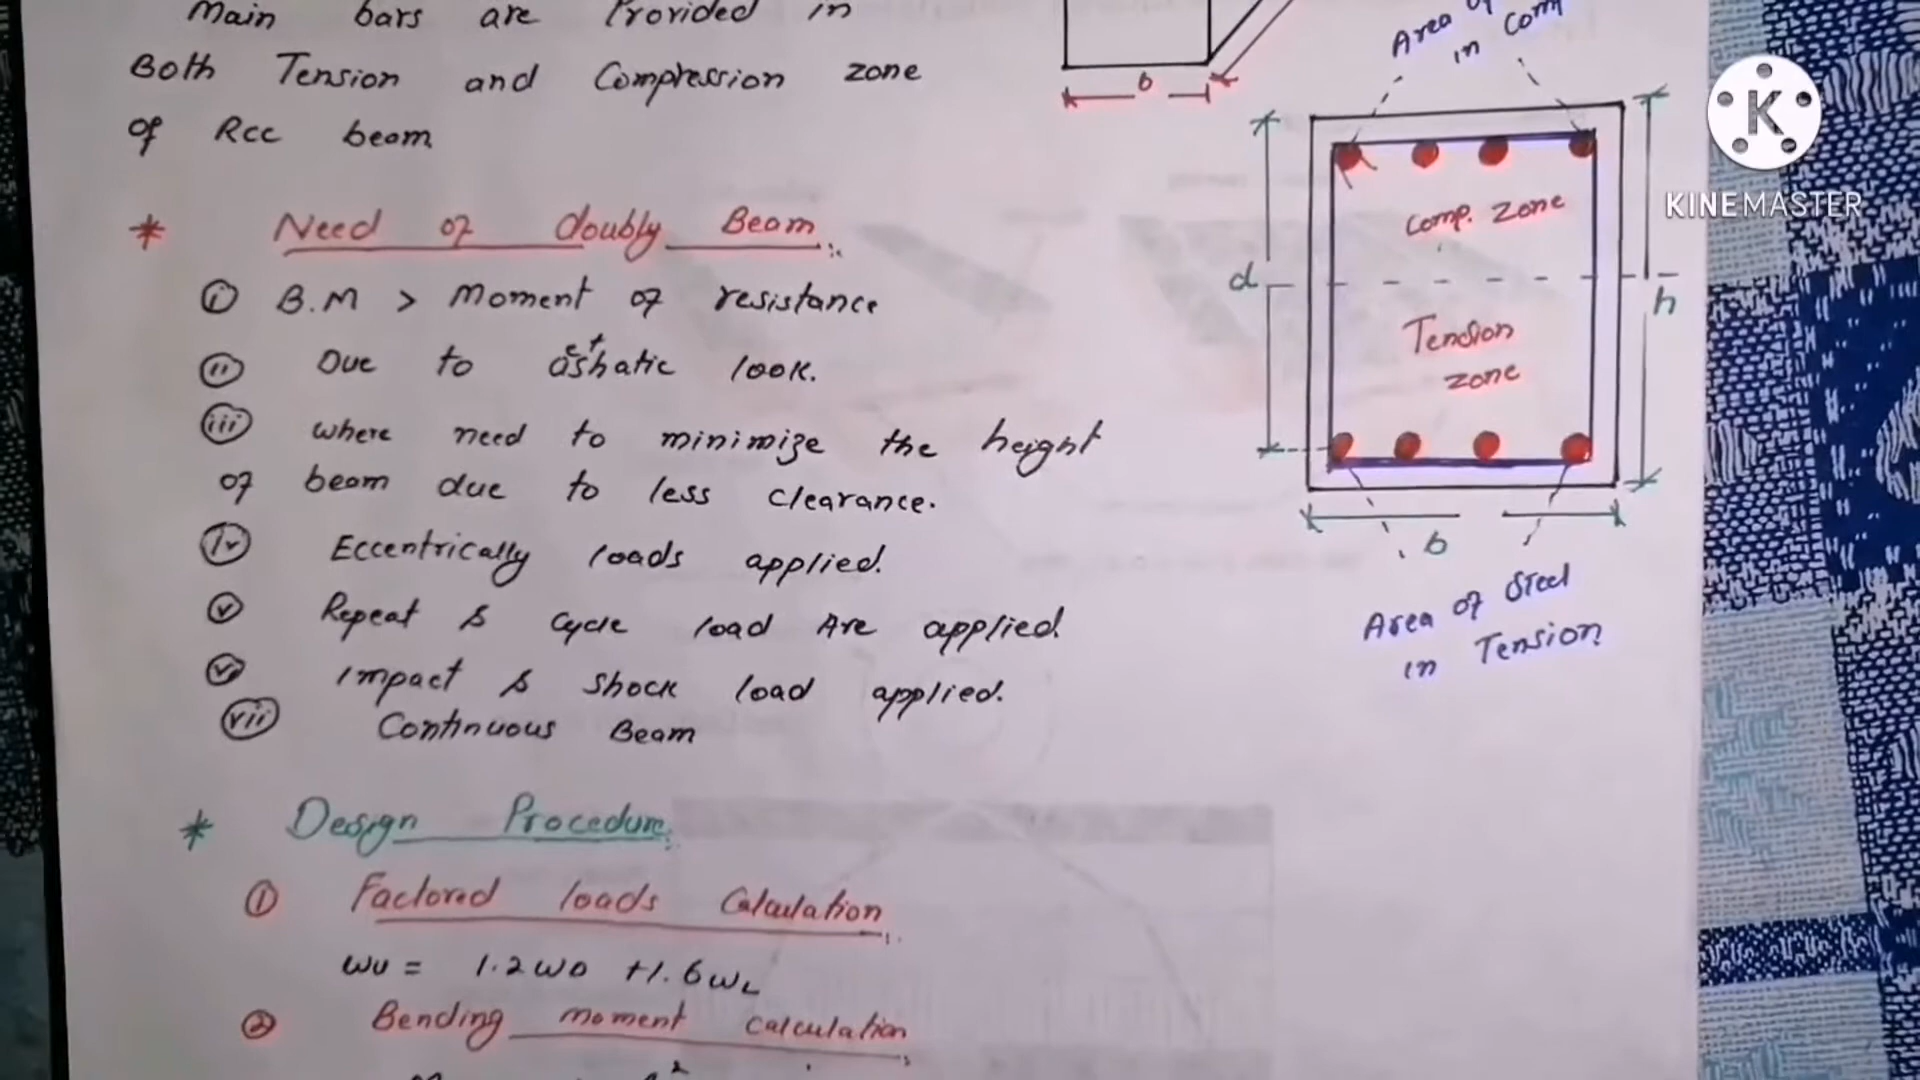 Main bars are Provided in
Both Tension and Compression zone
of Rcc beam
* Need of doubly Beam
(i) B.M > Moment of resistance
(ii) Due to ashatic look.
et
(iii) where need to minimize the height
of beam due to less clearance.
(iv) Eccentrically loads applied.
(v) Repeat & Cycle load Are applied.
(vi) Impact & Shock load applied.
(vii) Continuous Beam
* Design Procedure
(1) Factored loads Calculation
wu = 1.2wD + 1.6wL
(2) Bending moment calculation
b
Area of
in Com
Comp. zone
d
h
Tension
zone
b
Area of Steel
in Tension
K
KINEMASTER